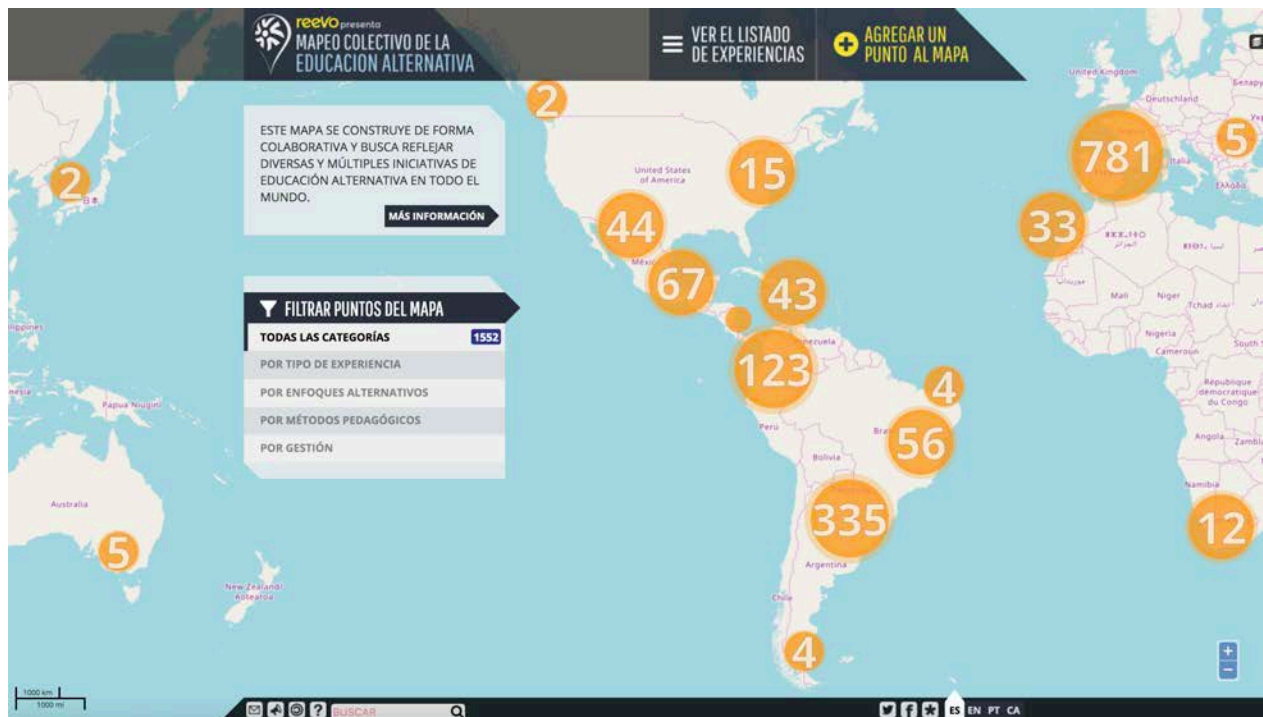 reevo presenta
MAPEO COLECTIVO DE LA
EDUCACION ALTERNATIVA
VER EL LISTADO
DE EXPERIENCIAS
AGREGAR UN
PUNTO AL MAPA
ESTE MAPA SE CONSTRUYE DE FORMA
COLABORATIVA Y BUSCA REFLEJAR
DIVERSAS Y MÚLTIPLES INICIATIVAS DE
EDUCACIÓN ALTERNATIVA EN TODO EL
MUNDO.
MÁS INFORMACIÓN
FILTRAR PUNTOS DEL MAPA
TODAS LAS CATEGORÍAS 1552
POR TIPO DE EXPERIENCIA
POR ENFOQUES ALTERNATIVOS
POR MÉTODOS PEDAGÓGICOS
POR GESTIÓN
United Kingdom
Deutschland
2
781
5
Italia
Ελλάδα
2
日本
United States
of America
15
44
33
67
43
Mali
Niger
Tchad
Nigeria
Cameroun
South
123
4
République
démocratique
du Congo
Papua Niugini
Perú
56
Angola
Zambia
Bolivia
Namibia
Australia
335
12
5
Argentina
New Zealand/
Aotearoa
Chile
4
+
−
1000 km
1000 mi
?
BUSCAR
ES EN PT CA